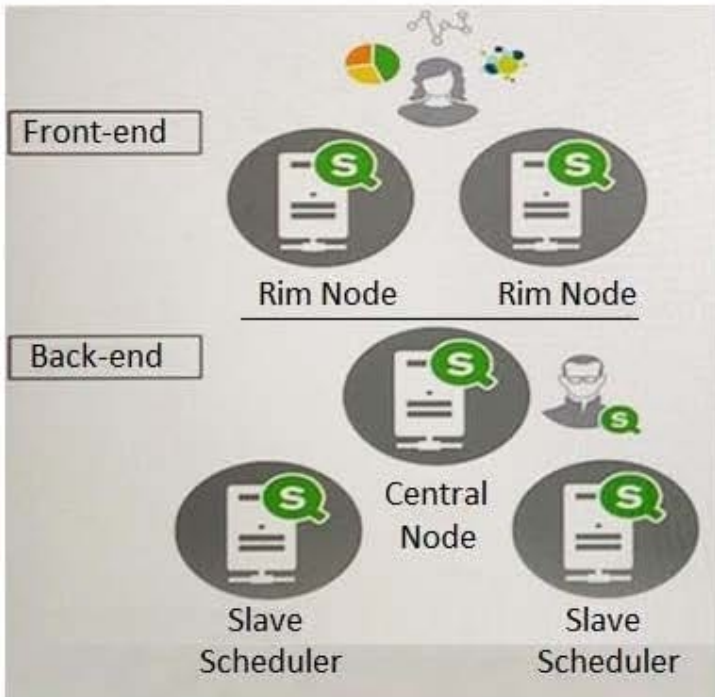 Front-end
S
S
Rim Node
Rim Node
Back-end
S
S
Central
Node
S
S
Slave
Scheduler
Slave
Scheduler